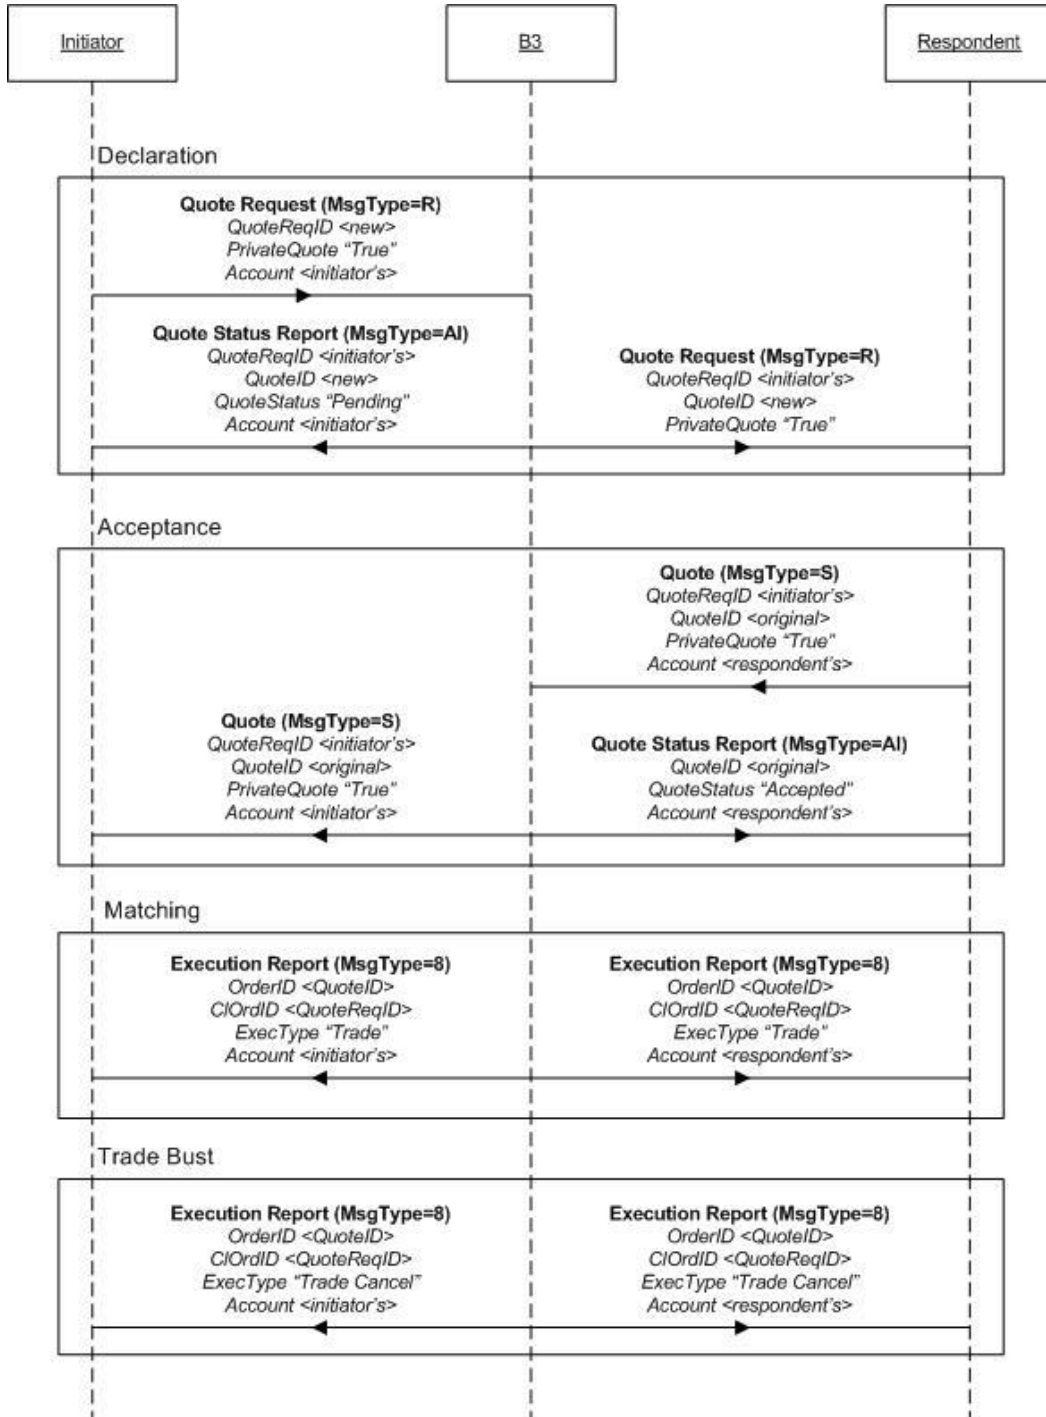 Initiator
B3
Respondent
Declaration
Quote Request (MsgType=R)
QuoteReqID <new>
PrivateQuote “True”
Account <initiator’s>
Quote Status Report (MsgType=AI)
QuoteReqID <initiator’s>
QuoteID <new>
QuoteStatus “Pending”
Account <initiator’s>
Quote Request (MsgType=R)
QuoteReqID <initiator’s>
QuoteID <new>
PrivateQuote “True”
Acceptance
Quote (MsgType=S)
QuoteReqID <initiator’s>
QuoteID <original>
PrivateQuote “True”
Account <respondent’s>
Quote (MsgType=S)
QuoteReqID <initiator’s>
QuoteID <original>
PrivateQuote “True”
Account <initiator’s>
Quote Status Report (MsgType=AI)
QuoteID <original>
QuoteStatus “Accepted”
Account <respondent’s>
Matching
Execution Report (MsgType=8)
OrderID <QuoteID>
ClOrdID <QuoteReqID>
ExecType “Trade”
Account <initiator’s>
Execution Report (MsgType=8)
OrderID <QuoteID>
ClOrdID <QuoteReqID>
ExecType “Trade”
Account <respondent’s>
Trade Bust
Execution Report (MsgType=8)
OrderID <QuoteID>
ClOrdID <QuoteReqID>
ExecType “Trade Cancel”
Account <initiator’s>
Execution Report (MsgType=8)
OrderID <QuoteID>
ClOrdID <QuoteReqID>
ExecType “Trade Cancel”
Account <respondent’s>